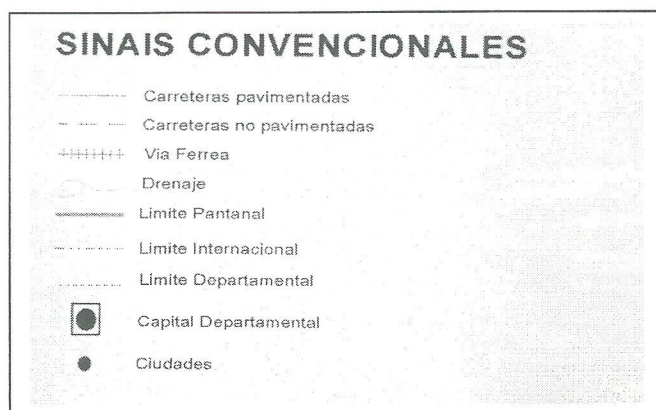 SINAIS CONVENCIONALES
Carreteras pavimentadas
Carreteras no pavimentadas
Via Ferrea
Drenaje
Limite Pantanal
Limite Internacional
Limite Departamental
Capital Departamental
Ciudades